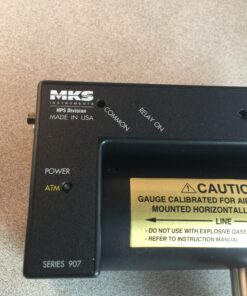 MKS
INSTRUMENTS
HPS Division
MADE IN USA
COMMON
RELAY ON
POWER
ATM
CAUTIO
GAUGE CALIBRATED FOR AIR
MOUNTED HORIZONTALL
LINE
- DO NOT USE WITH EXPLOSIVE GASE
- REFER TO INSTRUCTION MANUAL
SERIES 907